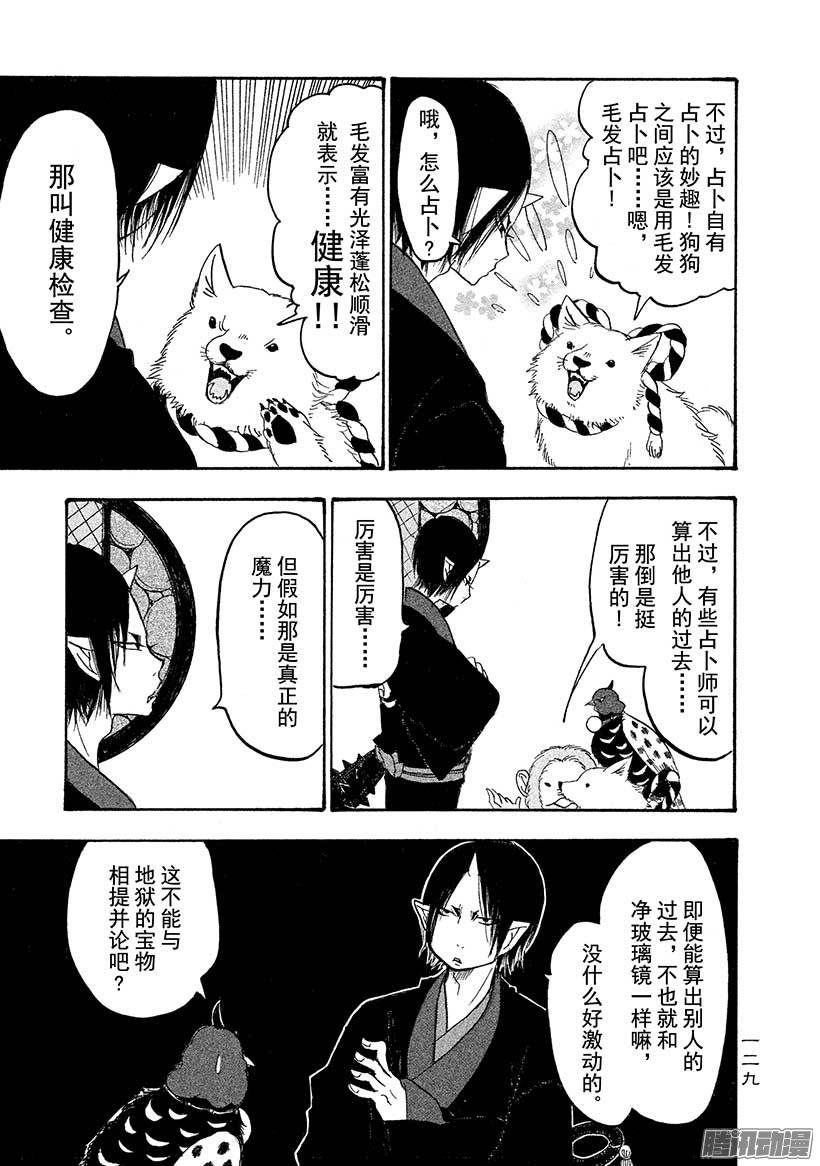 不过，占卜自有
占卜的妙趣！狗狗
之间应该是用毛发
占卜吧……嗯，
毛发占卜！
哦，怎么占卜？
毛发富有光泽蓬松顺滑
就表示……健康!!
那叫健康检查。
不过，有些占卜师可以
算出他人的过去……
那倒是挺
厉害的！
厉害是厉害……
但假如那是真正的
魔力……
即便能算出别人的
过去，不也就和
净玻璃镜一样嘛，
没什么好激动的。
这不能与
地狱的宝物
相提并论吧？
一二九
腾讯动漫